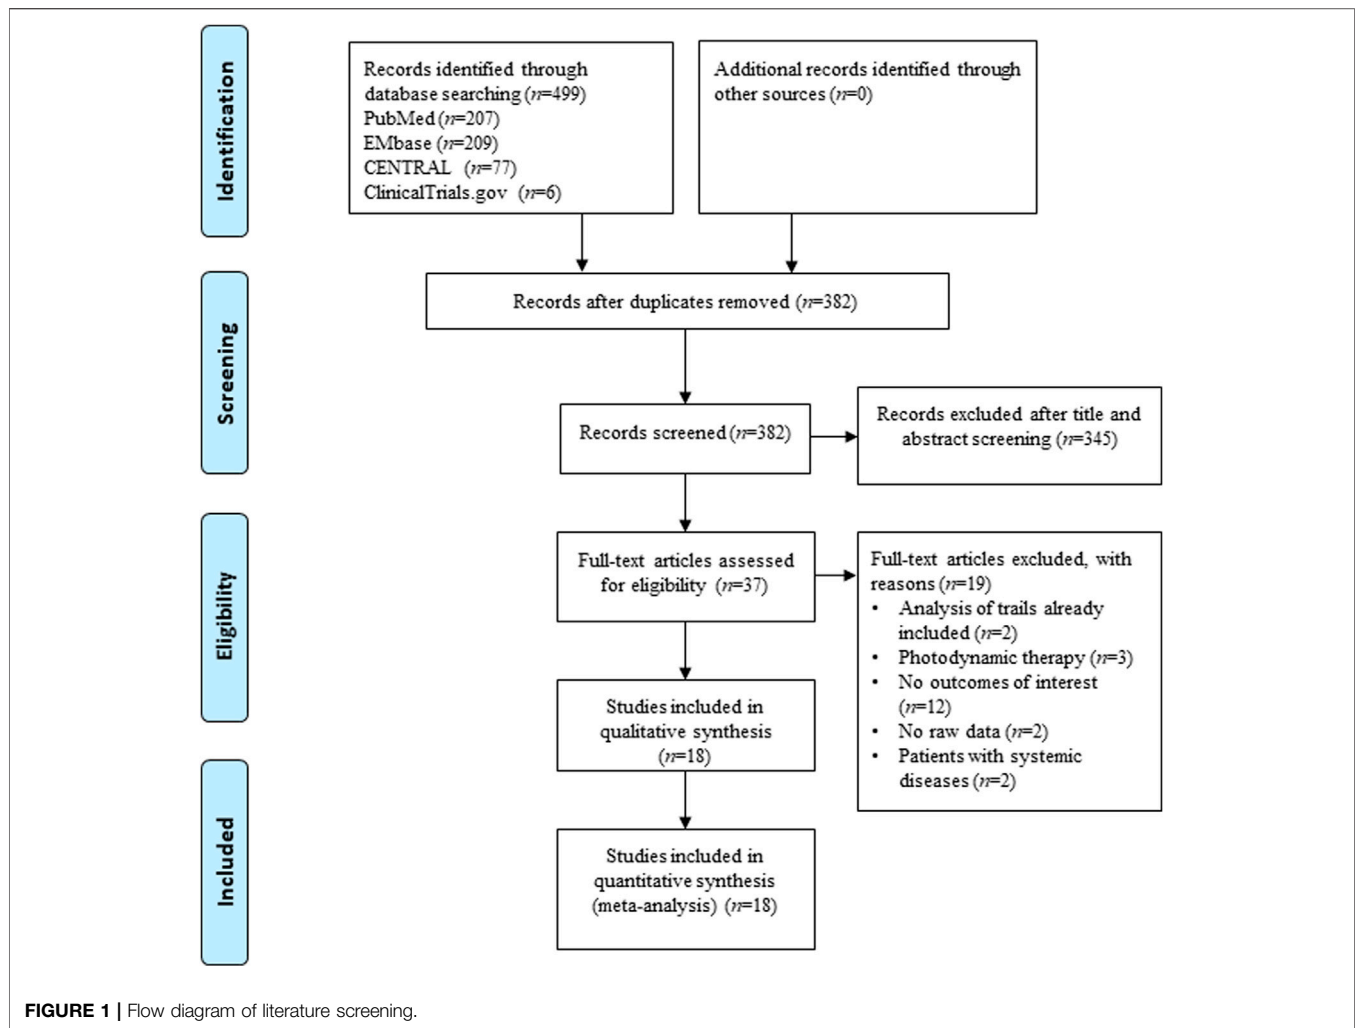 Identification
Records identified through
database searching (n=499)
PubMed (n=207)
EMbase (n=209)
CENTRAL (n=77)
ClinicalTrials.gov (n=6)
Additional records identified through
other sources (n=0)
Screening
Records after duplicates removed (n=382)
Records screened (n=382)
Records excluded after title and
abstract screening (n=345)
Eligibility
Full-text articles assessed
for eligibility (n=37)
Full-text articles excluded, with
reasons (n=19)
• Analysis of trails already
included (n=2)
• Photodynamic therapy (n=3)
• No outcomes of interest
(n=12)
• No raw data (n=2)
• Patients with systemic
diseases (n=2)
Studies included in
qualitative synthesis
(n=18)
Included
Studies included in
quantitative synthesis
(meta-analysis) (n=18)
FIGURE 1 | Flow diagram of literature screening.